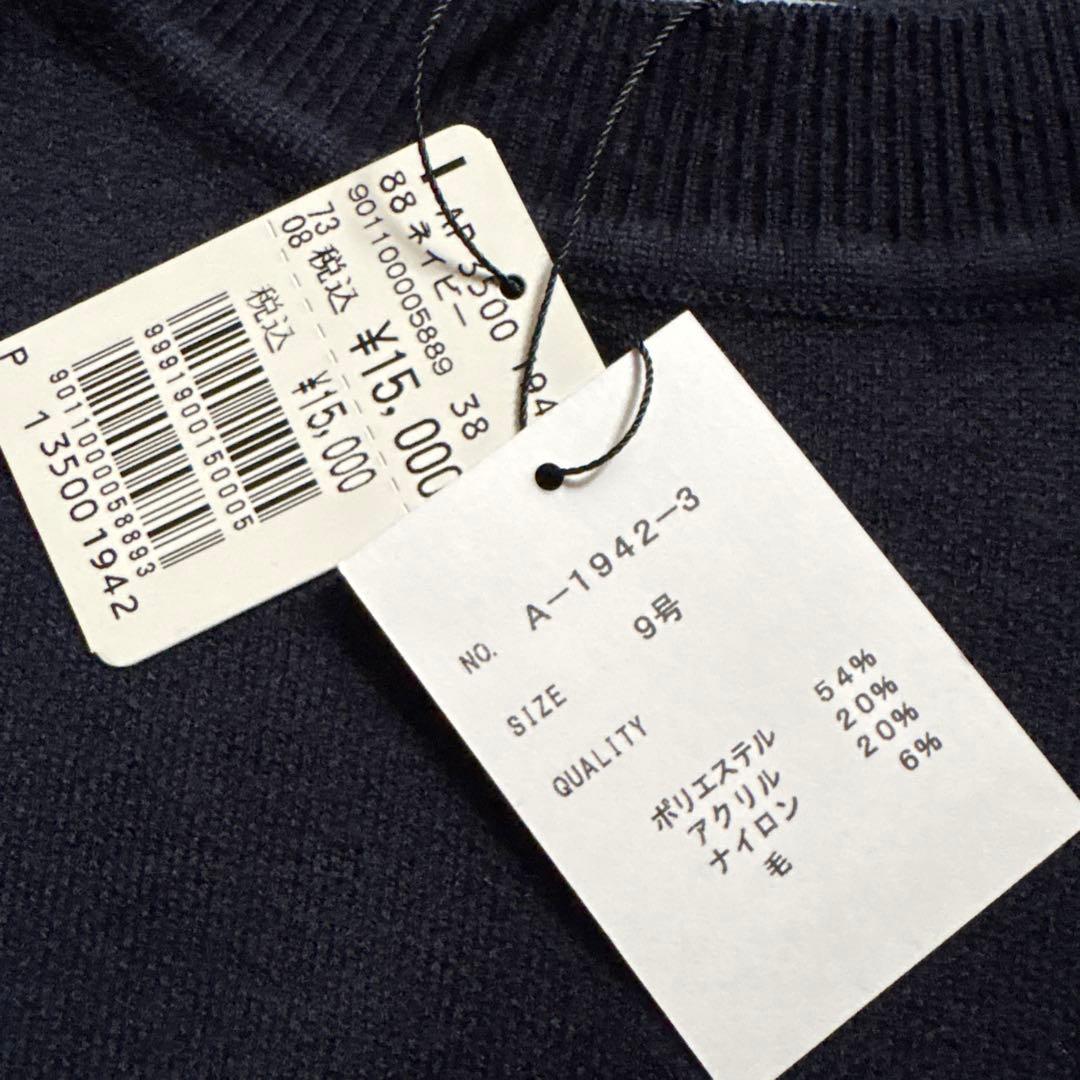 88 ネイビー
9011000005889 38
73 税込 ¥15,000
08
税込 ¥15,000
9991900150005
9011000058893
P 13500 1942
NO. A-1942-3
SIZE 9号
QUALITY
ポリエステル 54%
アクリル 20%
ナイロン 20%
毛 6%